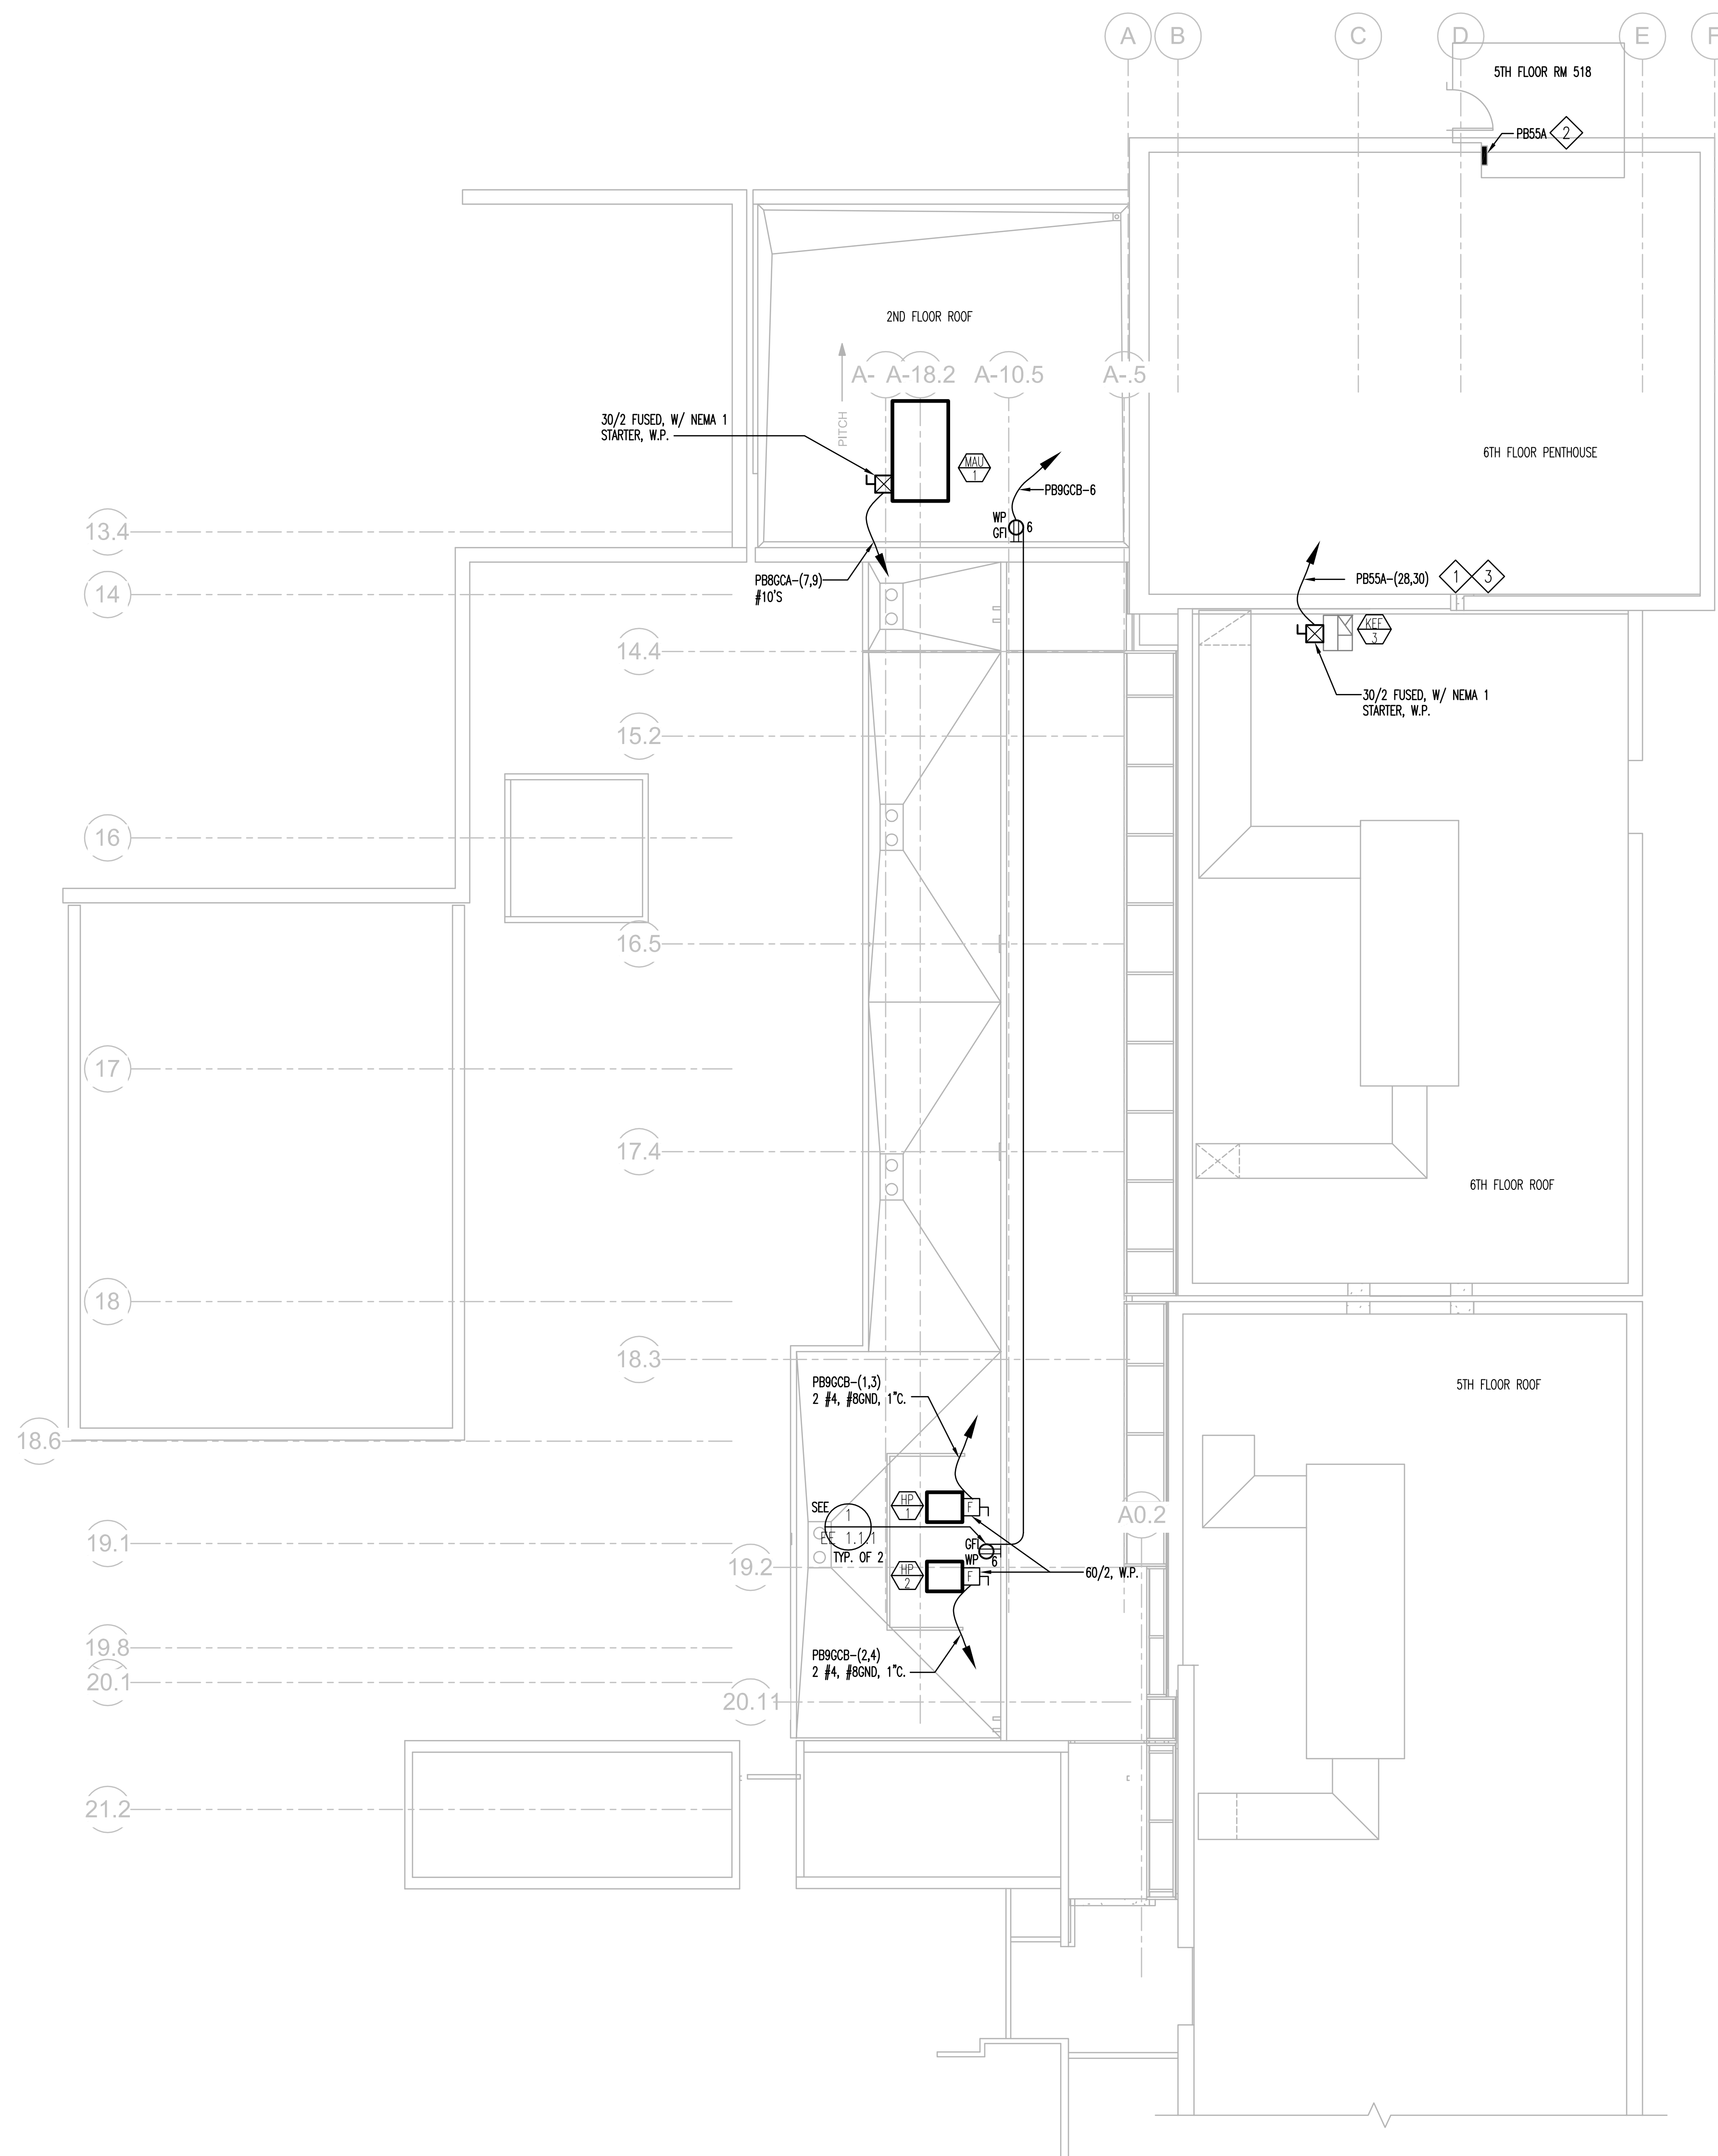 A B C D E F
5TH FLOOR RM 518
PB55A 2
2ND FLOOR ROOF
A- A-18.2 A-10.5 A-.5
PITCH
30/2 FUSED, W/ NEMA 1
STARTER, W.P.
MAU
1
6TH FLOOR PENTHOUSE
PB9GCB-6
WP
GFI
6
13.4
PB8GCA-(7,9)
#10'S
PB55A-(28,30) 1 3
14
KEF
3
14.4
30/2 FUSED, W/ NEMA 1
STARTER, W.P.
15.2
16
16.5
17
17.4
6TH FLOOR ROOF
18
18.3
PB9GCB-(1,3)
2 #4, #8GND, 1"C.
5TH FLOOR ROOF
18.6
HP
1
F
SEE
1
EE 1.1.1
TYP. OF 2
A0.2
19.1
GFI
WP
6
19.2
HP
2
F
60/2, W.P.
19.8
PB9GCB-(2,4)
2 #4, #8GND, 1"C.
20.1
20.11
21.2